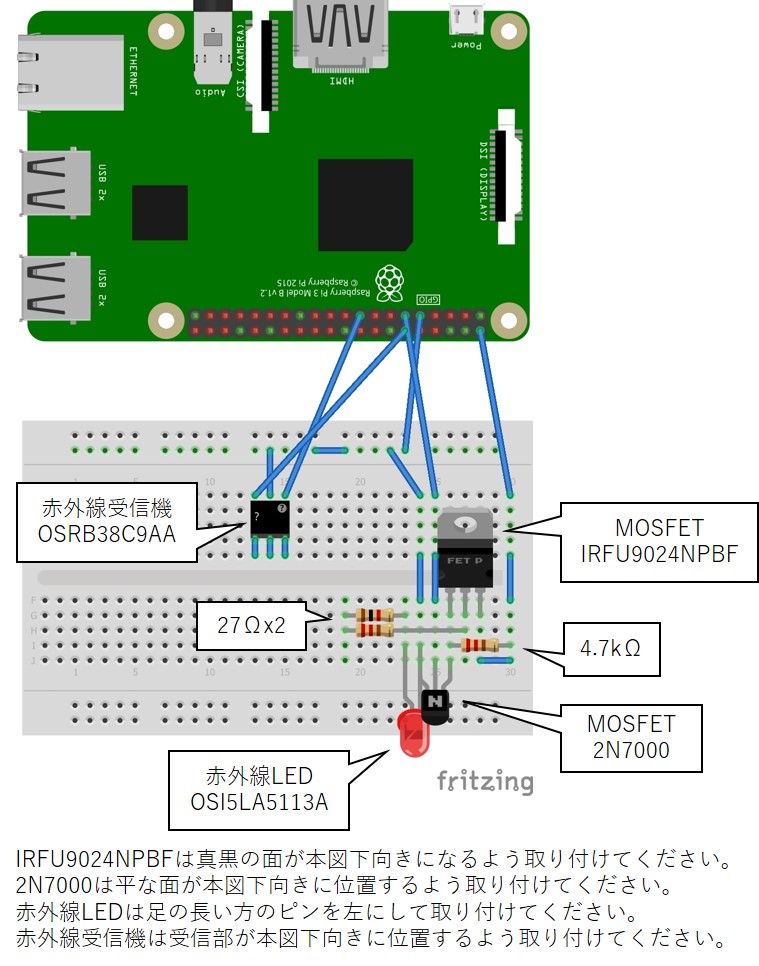 ETHERNET
Audio
CSI (CAMERA)
HDMI
Power
USB 2x
DSI (DISPLAY)
USB 2x
Raspberry Pi 3 Model B v1.2
© Raspberry Pi 2015
GPIO
1
10
15
20
25
30
赤外線受信機
OSRB38C9AA
?
?
MOSFET
IRFU9024NPBF
FET P
F
G
H
I
J
27Ωx2
4.7kΩ
1
10
15
20
25
30
N
MOSFET
2N7000
赤外線LED
OSI5LA5113A
fritzing
IRFU9024NPBFは真黒の面が本図下向きになるよう取り付けてください。
2N7000は平な面が本図下向きに位置するよう取り付けてください。
赤外線LEDは足の長い方のピンを左にして取り付けてください。
赤外線受信機は受信部が本図下向きに位置するよう取り付けてください。